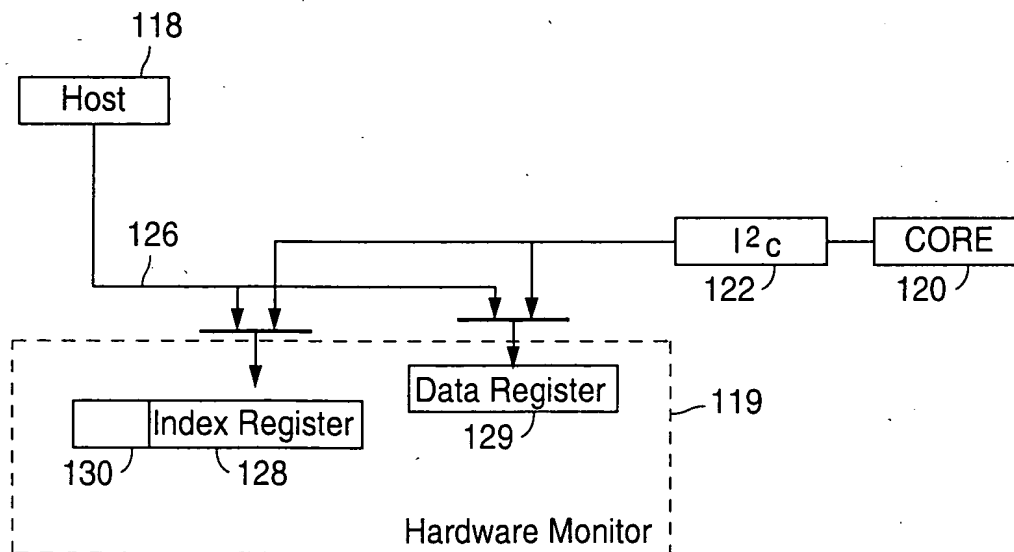 118
Host
126
I²C
CORE
122
120
Data Register
119
129
Index Register
130
128
Hardware Monitor